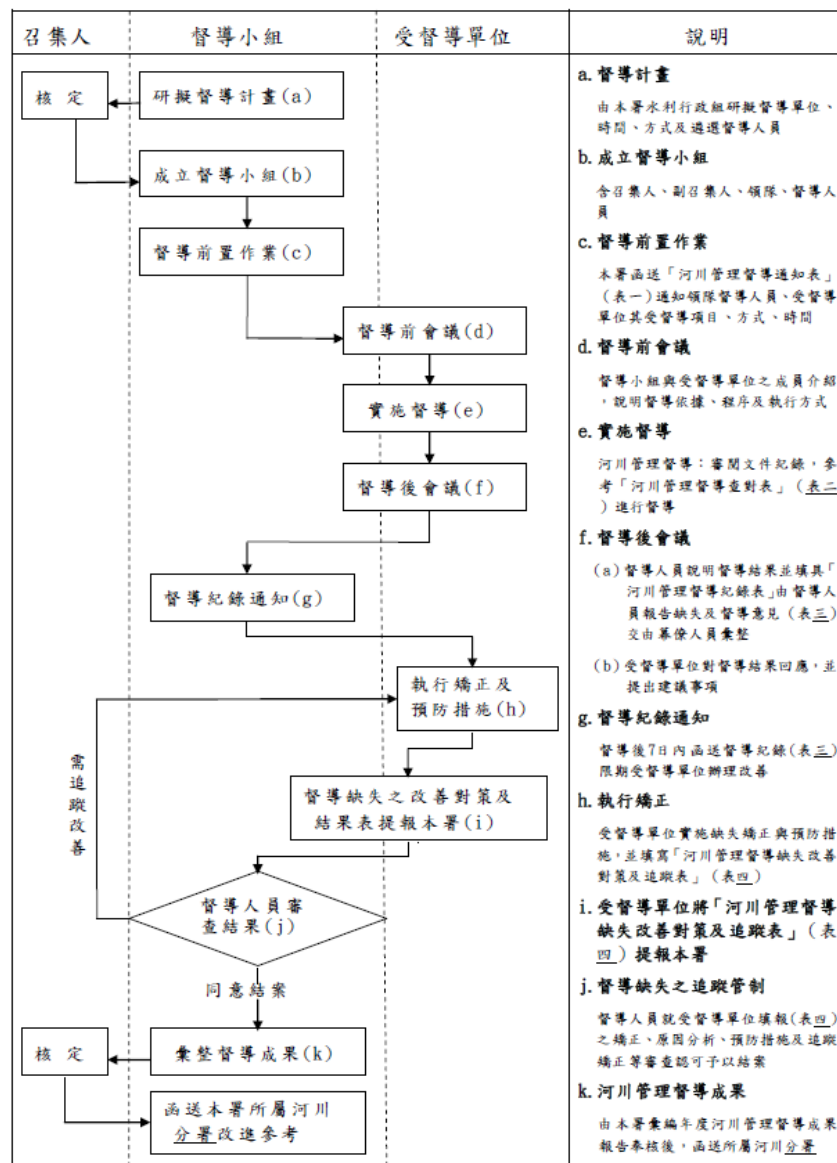 召集人
督導小組
受督導單位
說明
研擬督導計畫(a)
核定
成立督導小組(b)
督導前置作業(c)
督導前會議(d)
實施督導(e)
督導後會議(f)
督導紀錄通知(g)
執行矯正及
預防措施(h)
需追蹤改善
督導缺失之改善對策及
結果表提報本署(i)
督導人員審
查結果(j)
同意結案
彙整督導成果(k)
核定
函送本署所屬河川
分署改進參考
a.督導計畫
由本署水利行政組研擬督導單位、
時間、方式及遴選督導人員
b.成立督導小組
含召集人、副召集人、領隊、督導人
員
c.督導前置作業
本署函送「河川管理督導通知表」
(表一)通知領隊督導人員、受督導
單位其受督導項目、方式、時間
d.督導前會議
督導小組與受督導單位之成員介紹
，說明督導依據、程序及執行方式
e.實施督導
河川管理督導：審閱文件紀錄，參
考「河川管理督導查對表」(表二
)進行督導
f.督導後會議
(a)督導人員說明督導結果並填具「
河川管理督導紀錄表」由督導人
員報告缺失及督導意見(表三)
交由幕僚人員彙整
(b)受督導單位對督導結果回應，並
提出建議事項
g.督導紀錄通知
督導後7日內函送督導紀錄(表三)
限期受督導單位辦理改善
h.執行矯正
受督導單位實施缺失矯正與預防措
施，並填寫「河川管理督導缺失改善
對策及追蹤表」(表四)
i.受督導單位將「河川管理督導
缺失改善對策及追蹤表」(表
四)提報本署
j.督導缺失之追蹤管制
督導人員就受督導單位填報(表四)
之矯正、原因分析、預防措施及追蹤
矯正等審查認可予以結案
k.河川管理督導成果
由本署彙編年度河川管理督導成果
報告奉核後，函送所屬河川分署